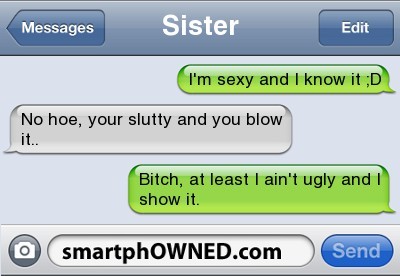 Messages
Sister
Edit
I'm sexy and I know it ;D
No hoe, your slutty and you blow
it..
Bitch, at least I ain't ugly and I
show it.
smartphOWNED.com
Send